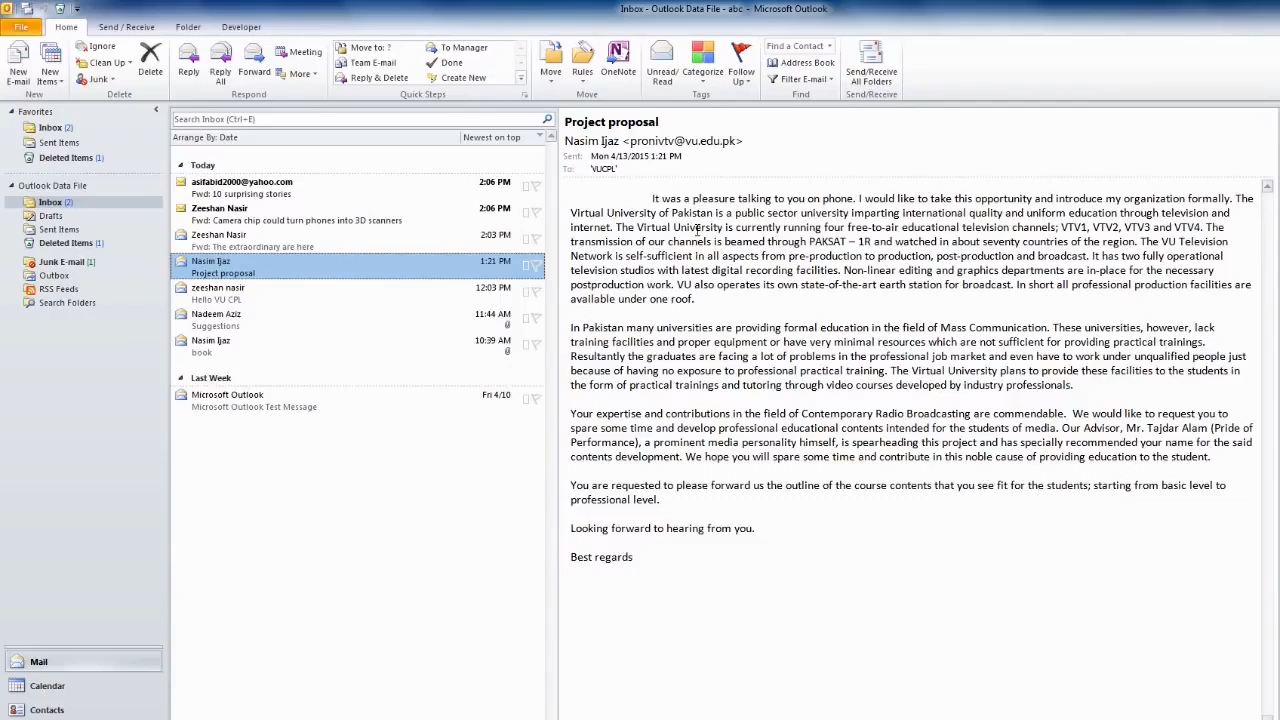 Inbox - Outlook Data File - abc - Microsoft Outlook
File Home Send / Receive Folder Developer
New E-mail
New Items
Ignore
Clean Up
Junk
Delete
Reply
Reply All
Forward
Meeting
More
Move to: ?
Team E-mail
Reply & Delete
To Manager
Done
Create New
Move
Rules
OneNote
Unread/ Read
Categorize
Follow Up
Find a Contact
Address Book
Filter E-mail
Send/Receive All Folders
New Delete Respond Quick Steps Move Tags Find Send/Receive
Favorites
Inbox (2)
Sent Items
Deleted Items (1)
Outlook Data File
Inbox (2)
Drafts
Sent Items
Deleted Items (1)
Junk E-mail [1]
Outbox
RSS Feeds
Search Folders
Mail
Calendar
Contacts
Search Inbox (Ctrl+E)
Arrange By: Date Newest on top
Today
asifabid2000@yahoo.com 2:06 PM
Fwd: 10 surprising stories
Zeeshan Nasir 2:06 PM
Fwd: Camera chip could turn phones into 3D scanners
Zeeshan Nasir 2:03 PM
Fwd: The extraordinary are here
Nasim Ijaz 1:21 PM
Project proposal
zeeshan nasir 12:03 PM
Hello VU CPL
Nadeem Aziz 11:44 AM
Suggestions
Nasim Ijaz 10:39 AM
book
Last Week
Microsoft Outlook Fri 4/10
Microsoft Outlook Test Message
Project proposal
Nasim Ijaz <pronivtv@vu.edu.pk>
Sent: Mon 4/13/2015 1:21 PM
To: 'VUCPL'
It was a pleasure talking to you on phone. I would like to take this opportunity and introduce my organization formally. The
Virtual University of Pakistan is a public sector university imparting international quality and uniform education through television and
internet. The Virtual University is currently running four free-to-air educational television channels; VTV1, VTV2, VTV3 and VTV4. The
transmission of our channels is beamed through PAKSAT – 1R and watched in about seventy countries of the region. The VU Television
Network is self-sufficient in all aspects from pre-production to production, post-production and broadcast. It has two fully operational
television studios with latest digital recording facilities. Non-linear editing and graphics departments are in-place for the necessary
postproduction work. VU also operates its own state-of-the-art earth station for broadcast. In short all professional production facilities are
available under one roof.
In Pakistan many universities are providing formal education in the field of Mass Communication. These universities, however, lack
training facilities and proper equipment or have very minimal resources which are not sufficient for providing practical trainings.
Resultantly the graduates are facing a lot of problems in the professional job market and even have to work under unqualified people just
because of having no exposure to professional practical training. The Virtual University plans to provide these facilities to the students in
the form of practical trainings and tutoring through video courses developed by industry professionals.
Your expertise and contributions in the field of Contemporary Radio Broadcasting are commendable. We would like to request you to
spare some time and develop professional educational contents intended for the students of media. Our Advisor, Mr. Tajdar Alam (Pride of
Performance), a prominent media personality himself, is spearheading this project and has specially recommended your name for the said
contents development. We hope you will spare some time and contribute in this noble cause of providing education to the student.
You are requested to please forward us the outline of the course contents that you see fit for the students; starting from basic level to
professional level.
Looking forward to hearing from you.
Best regards